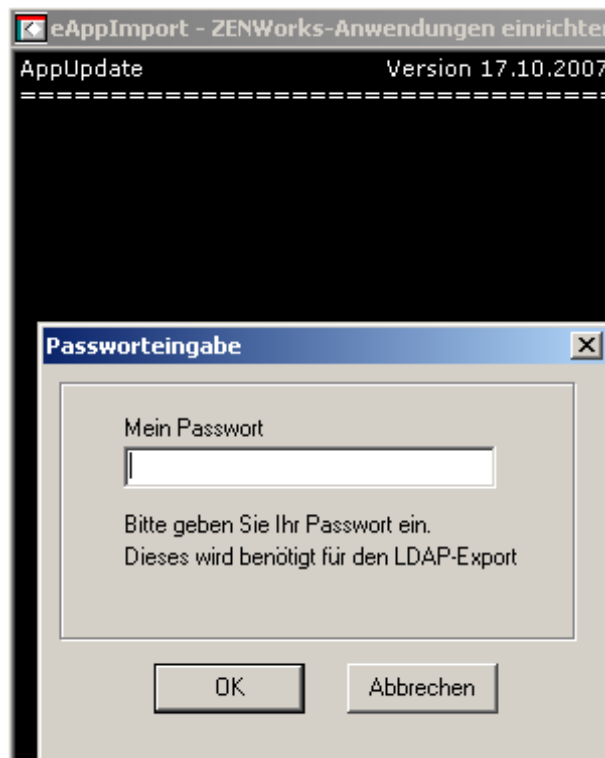 eAppImport - ZENWorks-Anwendungen einrichten
AppUpdate Version 17.10.2007
===================================
Passworteingabe
Mein Passwort
Bitte geben Sie Ihr Passwort ein.
Dieses wird benötigt für den LDAP-Export
OK Abbrechen